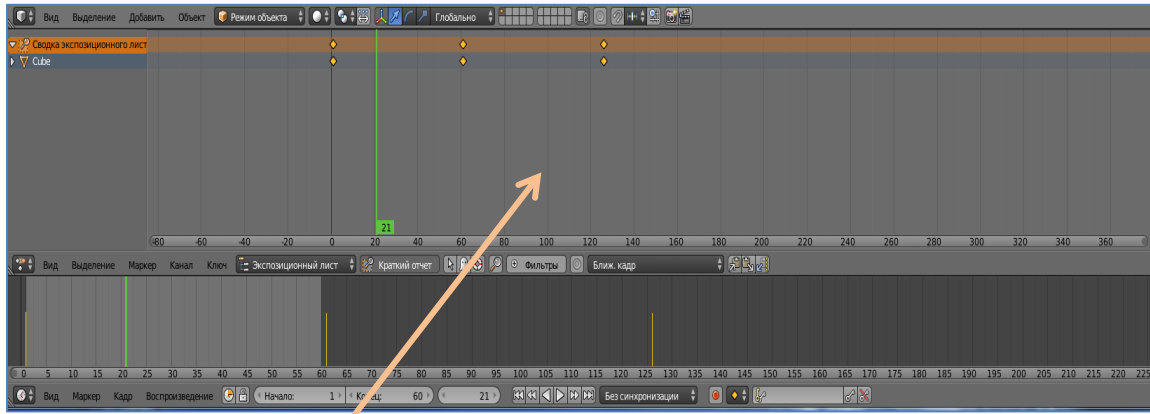 Вид Выделение Добавить Объект Режим объекта Глобально
Сводка экспозиционного лист
Cube
21
-80 -60 -40 -20 0 20 40 60 80 100 120 140 160 180 200 220 240 260 280 300 320 340 360
Вид Выделение Маркер Канал Ключ Экспозиционный лист Краткий отчет Фильтры Ближ. кадр
0 5 10 15 20 25 30 35 40 45 50 55 60 65 70 75 80 85 90 95 100 105 110 115 120 125 130 135 140 145 150 155 160 165 170 175 180 185 190 195 200 205 210 215 220 225
Вид Маркер Кадр Воспроизведение Начало: 1 Конец: 60 21 Без синхронизации